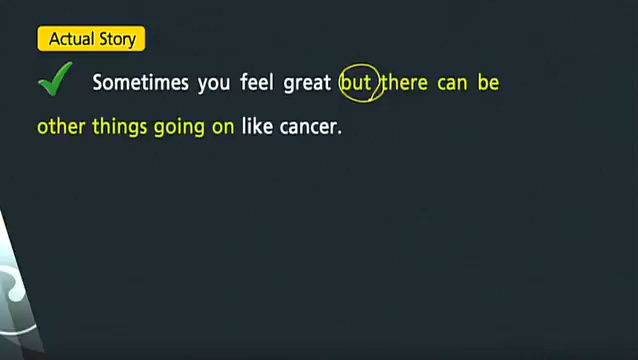 Actual Story
Sometimes you feel great but there can be
other things going on like cancer.